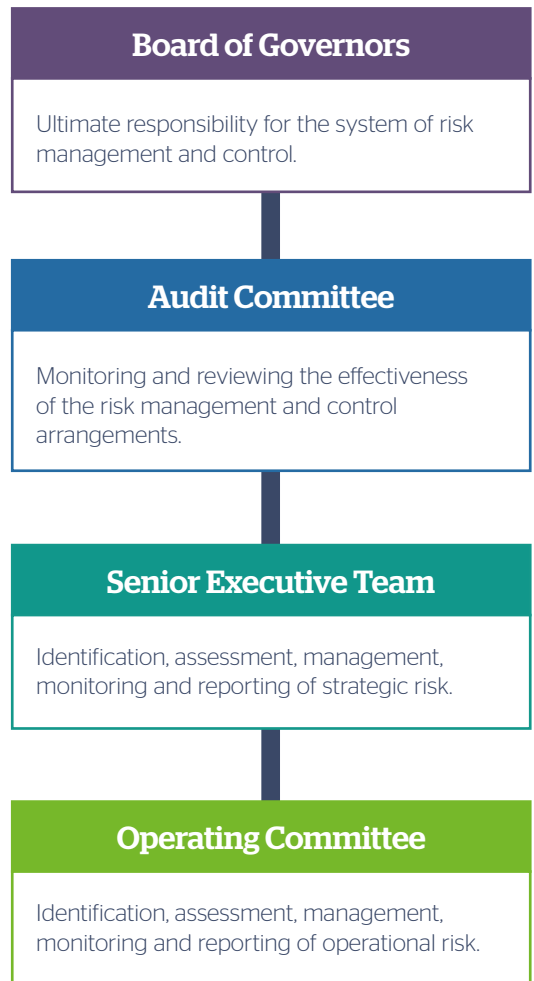 Board of Governors
Ultimate responsibility for the system of risk
management and control.
Audit Committee
Monitoring and reviewing the effectiveness
of the risk management and control
arrangements.
Senior Executive Team
Identification, assessment, management,
monitoring and reporting of strategic risk.
Operating Committee
Identification, assessment, management,
monitoring and reporting of operational risk.